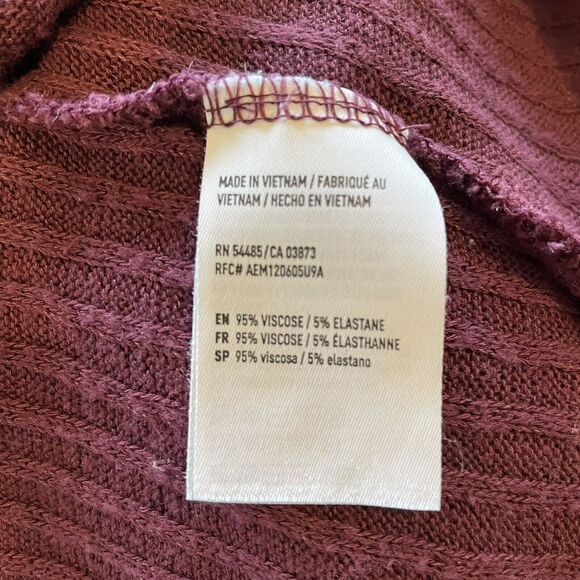 MADE IN VIETNAM / FABRIQUÉ AU
VIETNAM / HECHO EN VIETNAM
RN 54485 / CA 03873
RFC# AEM120605U9A
EN 95% VISCOSE / 5% ELASTANE
FR 95% VISCOSE / 5% ÉLASTHANNE
SP 95% viscosa / 5% elastano